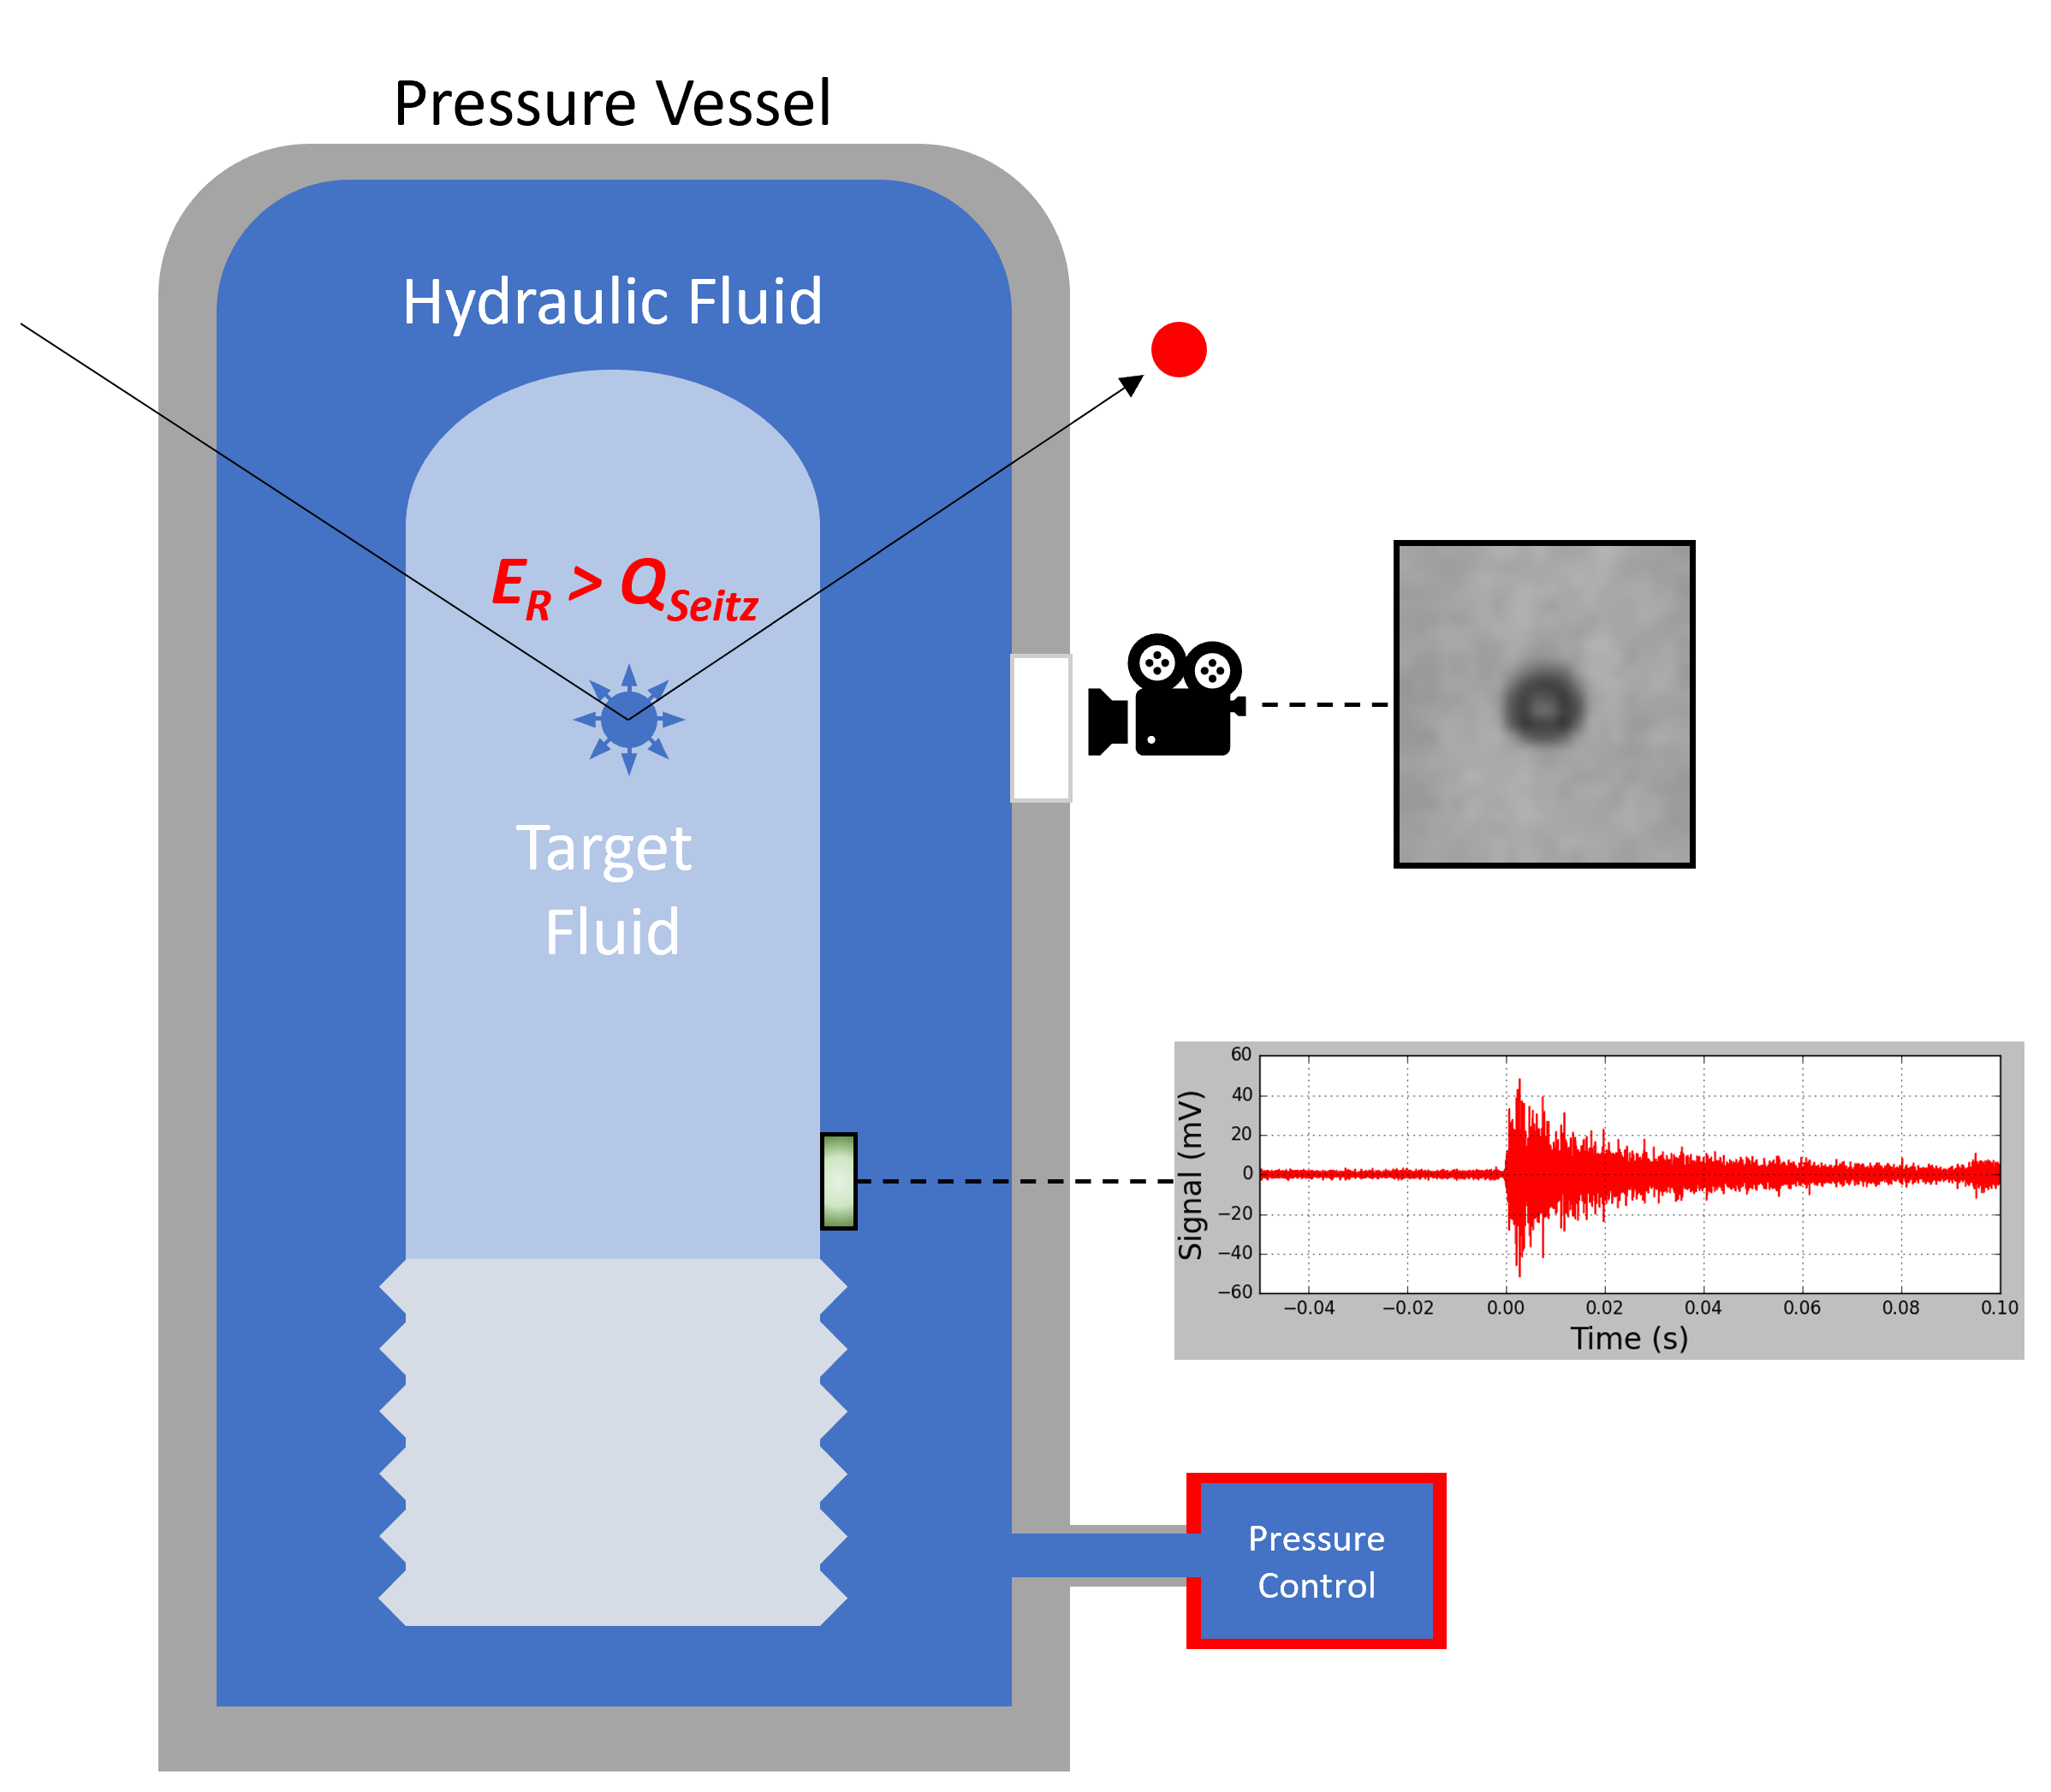 Pressure Vessel
Hydraulic Fluid
E_R > Q_Seitz
Target
Fluid
60
40
20
0
−20
−40
−60
Signal (mV)
−0.04 −0.02 0.00 0.02 0.04 0.06 0.08 0.10
Time (s)
Pressure
Control